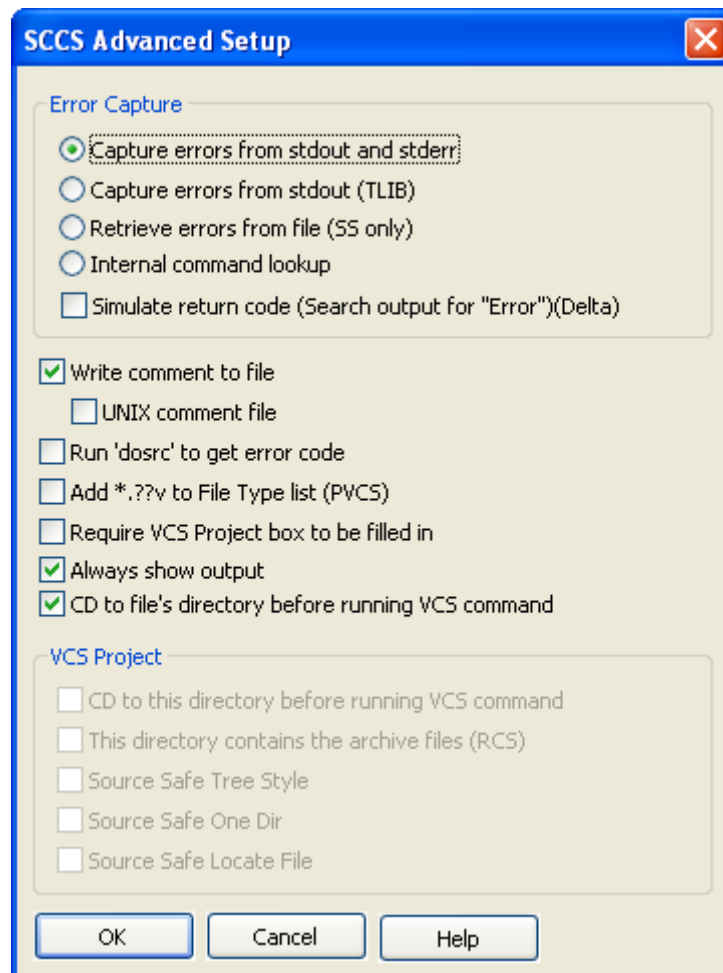 SCCS Advanced Setup
Error Capture
Capture errors from stdout and stderr
Capture errors from stdout (TLIB)
Retrieve errors from file (SS only)
Internal command lookup
Simulate return code (Search output for "Error")(Delta)
Write comment to file
UNIX comment file
Run 'dosrc' to get error code
Add *.??v to File Type list (PVCS)
Require VCS Project box to be filled in
Always show output
CD to file's directory before running VCS command
VCS Project
CD to this directory before running VCS command
This directory contains the archive files (RCS)
Source Safe Tree Style
Source Safe One Dir
Source Safe Locate File
OK Cancel Help